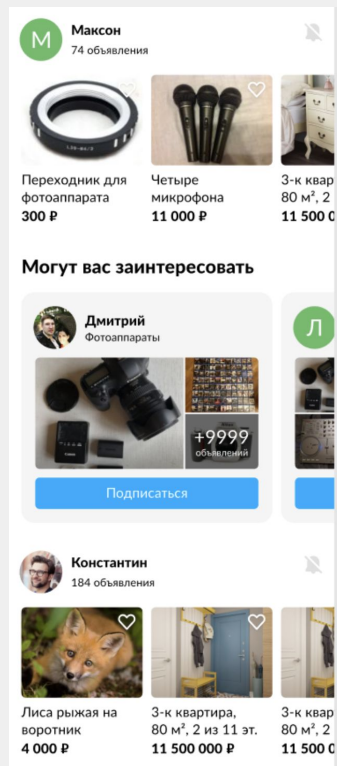 М
Максон
74 объявления
Переходник для
фотоаппарата
300 ₽
Четыре
микрофона
11 000 ₽
3-к квар
80 м², 2
11 500 0
Могут вас заинтересовать
Дмитрий
Фотоаппараты
+9999
объявлений
Подписаться
Л
Константин
184 объявления
Лиса рыжая на
воротник
4 000 ₽
3-к квартира,
80 м², 2 из 11 эт.
11 500 000 ₽
3-к квар
80 м², 2
11 500 0